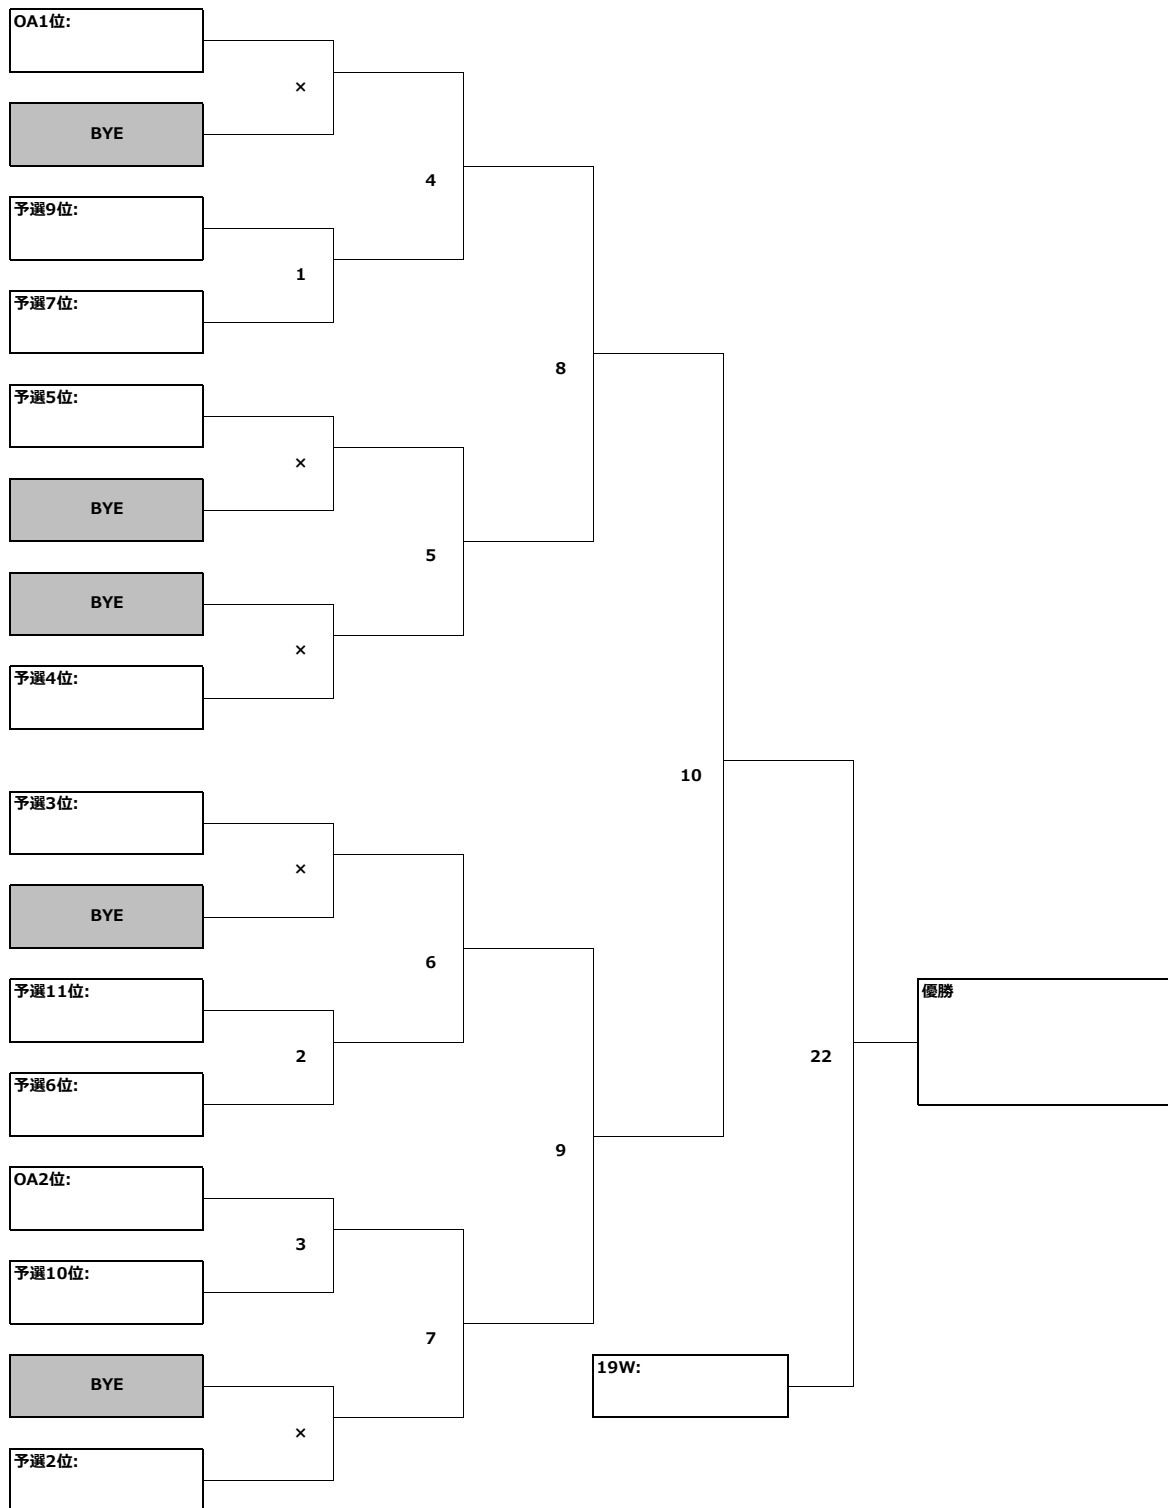 OA1位:
×
BYE
4
予選9位:
1
予選7位:
8
予選5位:
×
BYE
5
BYE
×
予選4位:
10
予選3位:
×
BYE
6
予選11位:
優勝
2
22
予選6位:
9
OA2位:
3
予選10位:
7
19W:
BYE
×
予選2位: